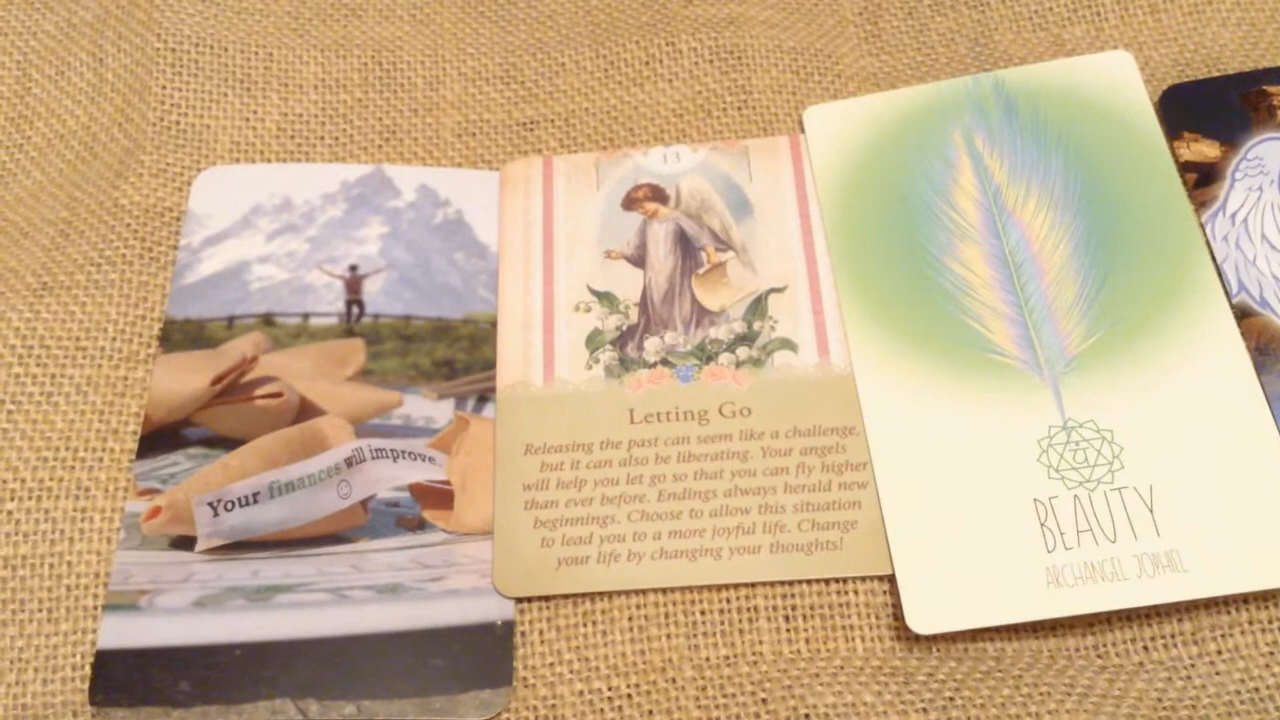 Your finances will improve.
13
Letting Go
Releasing the past can seem like a challenge,
but it can also be liberating. Your angels
will help you let go so that you can fly higher
than ever before. Endings always herald new
beginnings. Choose to allow this situation
to lead you to a more joyful life. Change
your life by changing your thoughts!
BEAUTY
ARCHANGEL JOPHIEL